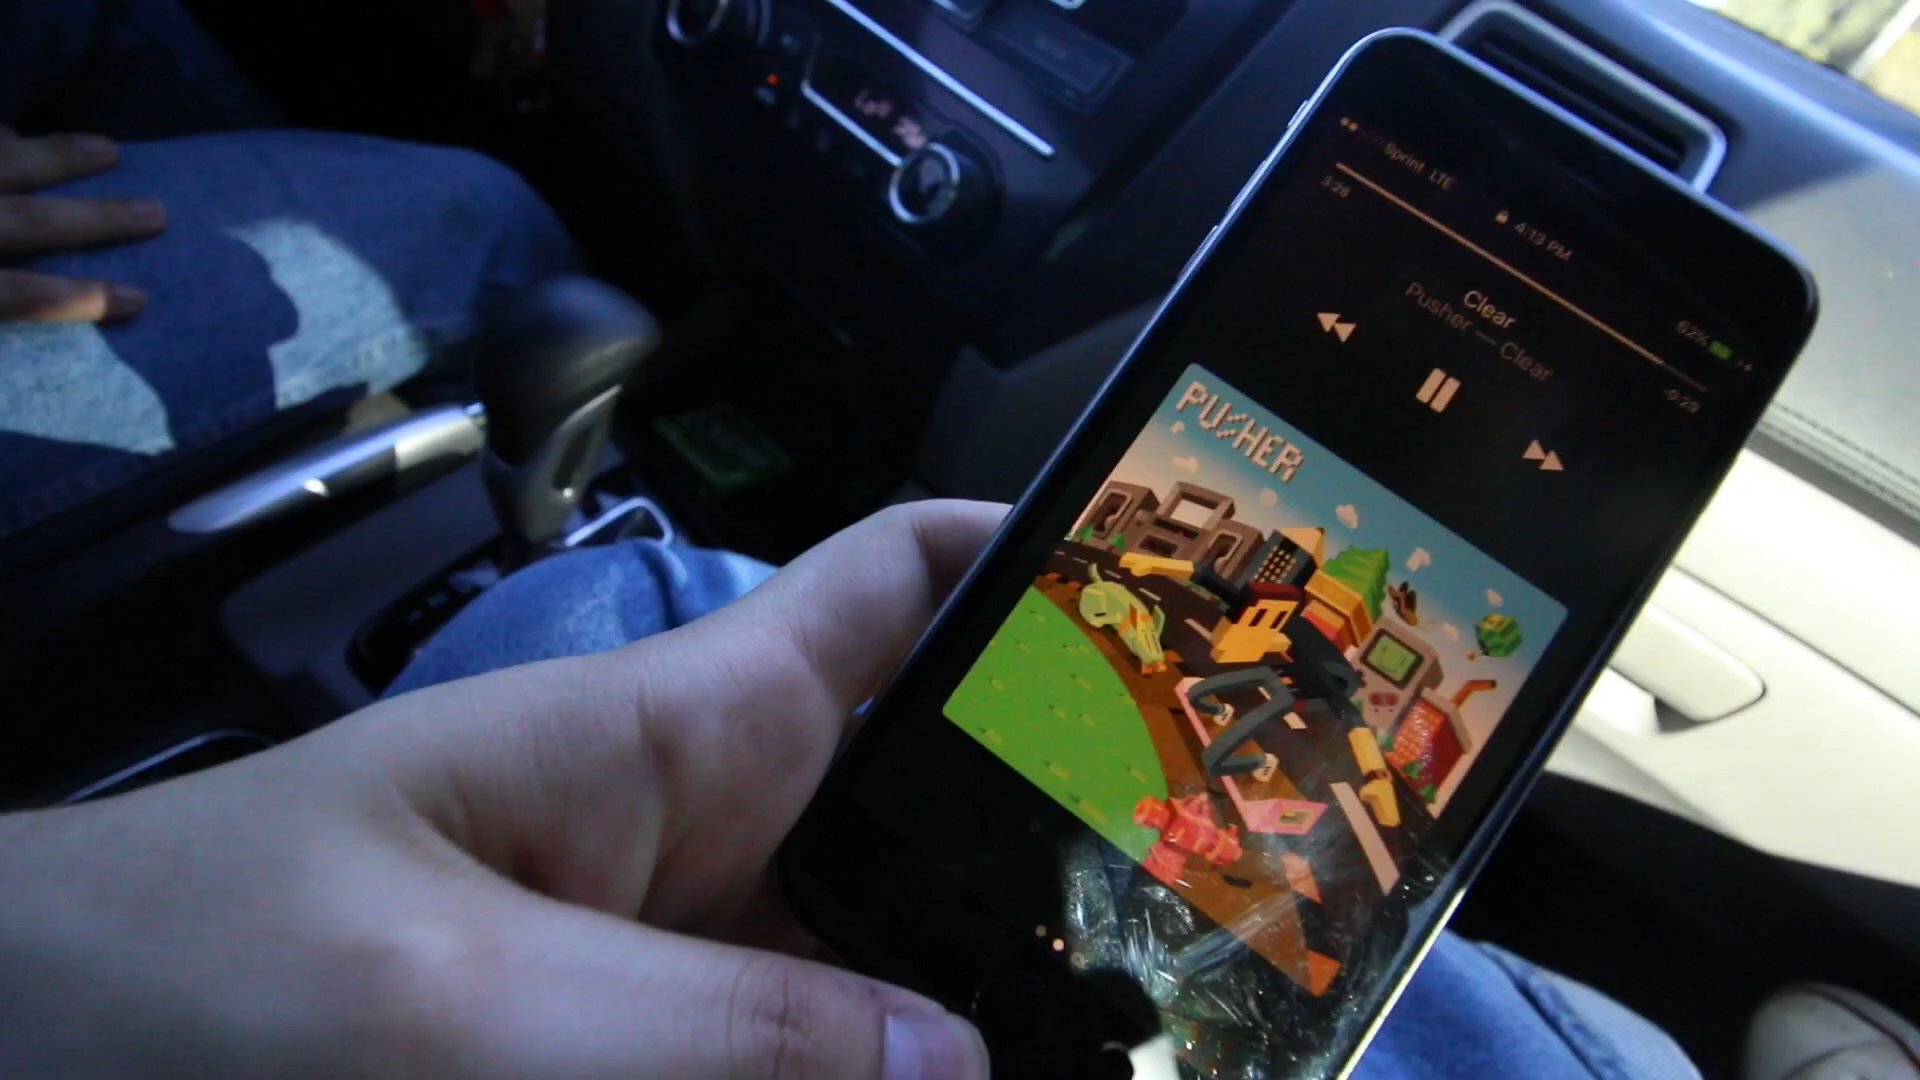 Sprint LTE
4:13 PM
62%
3:28
-0:29
Clear
Pusher — Clear
PUSHER